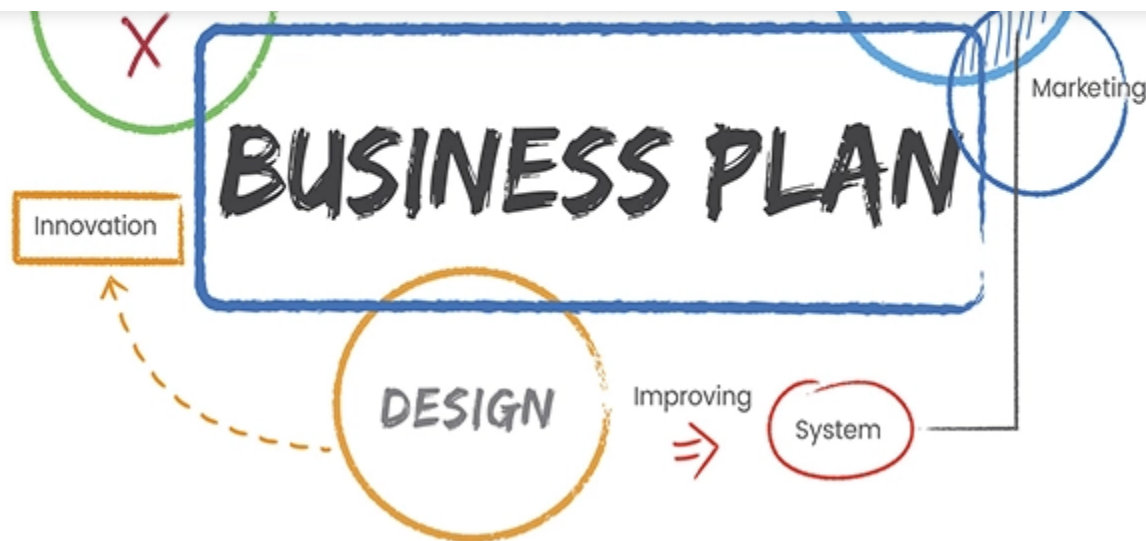 Marketing
BUSINESS PLAN
Innovation
DESIGN
Improving
System